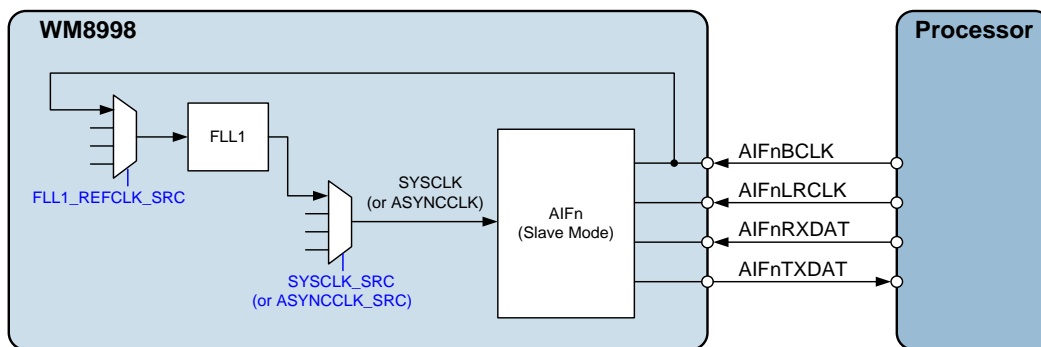 WM8998
Processor
FLL1
FLL1_REFCLK_SRC
SYSCLK
(or ASYNCCLK)
SYSCLK_SRC
(or ASYNCCLK_SRC)
AIFn
(Slave Mode)
AIFnBCLK
AIFnLRCLK
AIFnRXDAT
AIFnTXDAT